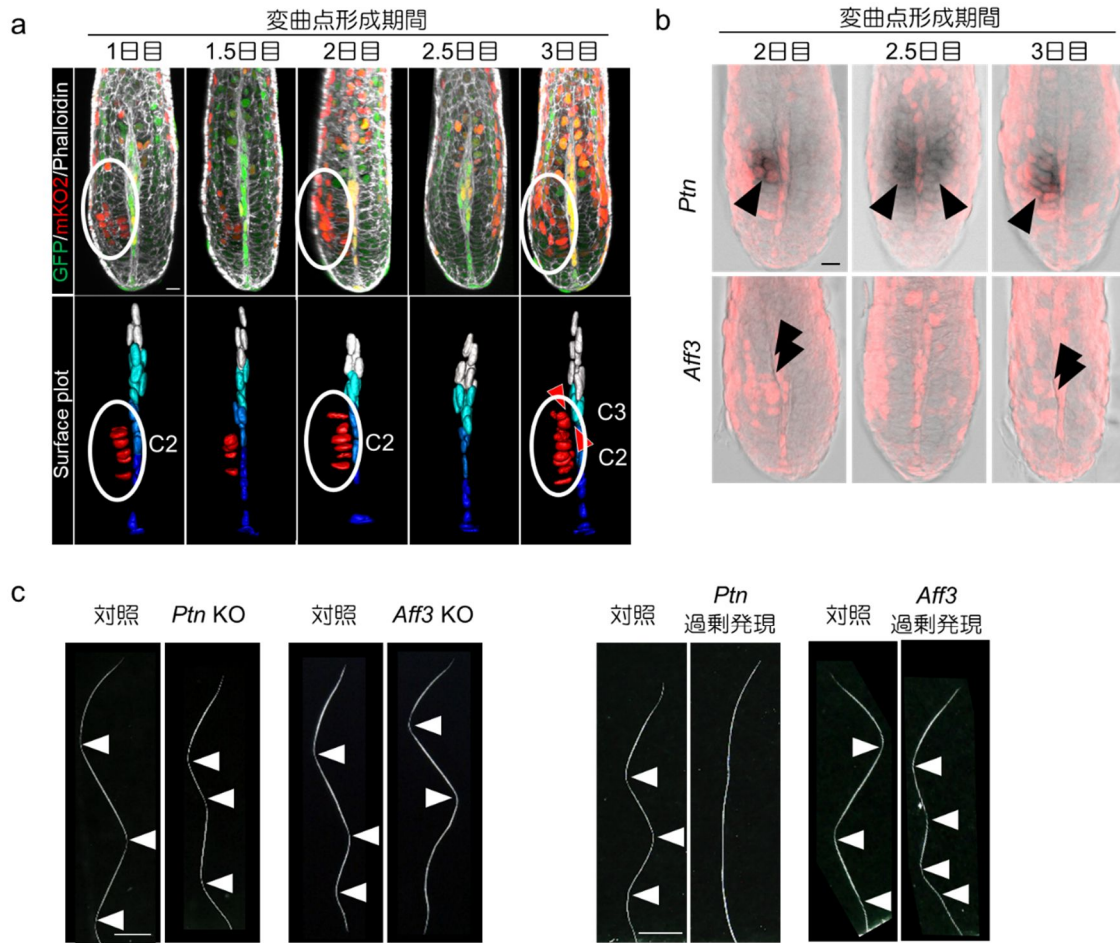 a
変曲点形成期間
1日目 1.5日目 2日目 2.5日目 3日目
GFP/mKO2/Phalloidin
Surface plot
C2
C2
C3
C2
b
変曲点形成期間
2日目 2.5日目 3日目
Ptn
Aff3
c
対照 Ptn KO 対照 Aff3 KO 対照 Ptn 過剰発現 対照 Aff3 過剰発現